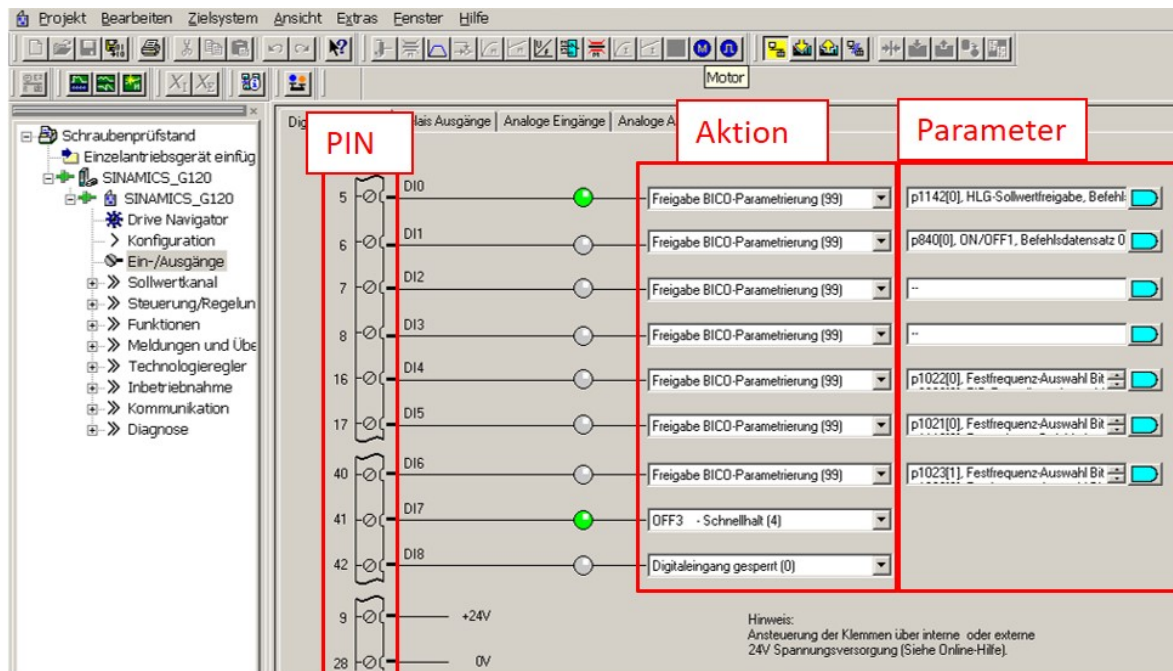 Projekt Bearbeiten Zielsystem Ansicht Extras Fenster Hilfe
Motor
Schraubenprüfstand
Einzelantriebsgerät einfüg
SINAMICS_G120
SINAMICS_G120
Drive Navigator
Konfiguration
Ein-/Ausgänge
Sollwertkanal
Steuerung/Regelun
Funktionen
Meldungen und Übe
Technologieregler
Inbetriebnahme
Kommunikation
Diagnose
Ausgänge Analoge Eingänge Analoge A
PIN Aktion Parameter
5 DI0 Freigabe BICO-Parametrierung (99) p1142[0], HLG-Sollwertfreigabe, Befehl
6 DI1 Freigabe BICO-Parametrierung (99) p840[0], ON/OFF1, Befehlsdatensatz 0
7 DI2 Freigabe BICO-Parametrierung (99) --
8 DI3 Freigabe BICO-Parametrierung (99) --
16 DI4 Freigabe BICO-Parametrierung (99) p1022[0], Festfrequenz-Auswahl Bit
17 DI5 Freigabe BICO-Parametrierung (99) p1021[0], Festfrequenz-Auswahl Bit
40 DI6 Freigabe BICO-Parametrierung (99) p1023[1], Festfrequenz-Auswahl Bit
41 DI7 OFF3 - Schnellhalt (4)
42 DI8 Digitaleingang gesperrt (0)
9 +24V
28 0V
Hinweis:
Ansteuerung der Klemmen über interne oder externe
24V Spannungsversorgung (Siehe Online-Hilfe).